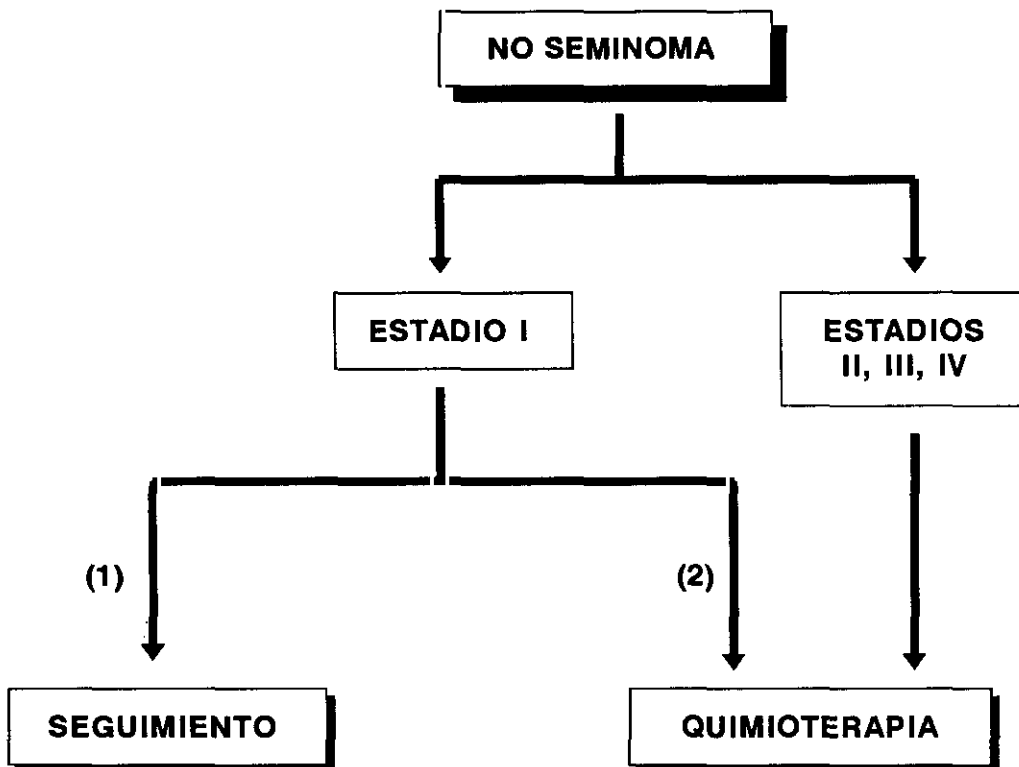 NO SEMINOMA
ESTADIO I
ESTADIOS
II, III, IV
(1)
(2)
SEGUIMIENTO
QUIMIOTERAPIA